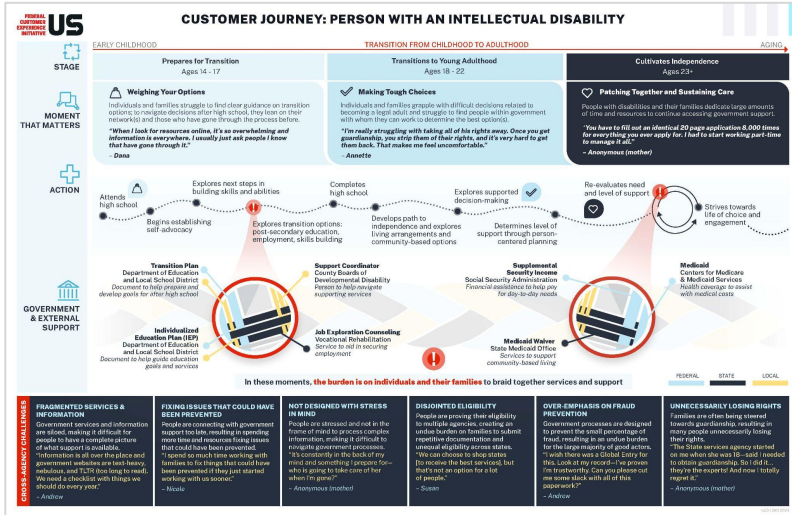 FEDERAL
CUSTOMER
EXPERIENCE
INITIATIVE
US
CUSTOMER JOURNEY: PERSON WITH AN INTELLECTUAL DISABILITY
EARLY CHILDHOOD
TRANSITION FROM CHILDHOOD TO ADULTHOOD
AGING
STAGE
Prepares for Transition
Ages 14 - 17
Transitions to Young Adulthood
Ages 18 - 22
Cultivates Independence
Ages 23+
MOMENT
THAT MATTERS
Weighing Your Options
Individuals and families struggle to find clear guidance on transition
options; to navigate decisions after high school, they lean on their
network(s) and those who have gone through the process before.
"When I look for resources online, it's so overwhelming and
information is everywhere. I usually just ask people I know
that have gone through it."
– Dana
Making Tough Choices
Individuals and families grapple with difficult decisions related to
becoming a legal adult and struggle to find people within government
with whom they can work to determine the best option(s).
"I'm really struggling with taking all of his rights away. Once you get
guardianship, you strip them of their rights, and it's very hard to get
them back. That makes me feel uncomfortable."
– Annette
Patching Together and Sustaining Care
People with disabilities and their families dedicate large amounts
of time and resources to continue accessing government support.
"You have to fill out an identical 20 page application 8,000 times
for everything you ever apply for. I had to start working part-time
to manage it all."
– Anonymous (mother)
ACTION
Attends
high school
Begins establishing
self-advocacy
Explores next steps in
building skills and abilities
Explores transition options:
post-secondary education,
employment, skills building
Completes
high school
Develops path to
independence and explores
living arrangements and
community-based options
Explores supported
decision-making
Determines level of
support through person-
centered planning
Re-evaluates need
and level of support
Strives towards
life of choice and
engagement
GOVERNMENT
& EXTERNAL
SUPPORT
Transition Plan
Department of Education
and Local School District
Document to help prepare and
develop goals for after high school
Individualized
Education Plan (IEP)
Department of Education
and Local School District
Document to help guide education
goals and services
Support Coordinator
County Boards of
Developmental Disability
Person to help navigate
supporting services
Job Exploration Counseling
Vocational Rehabilitation
Service to aid in securing
employment
Supplemental
Security Income
Social Security Administration
Financial assistance to help pay
for day-to-day needs
Medicaid Waiver
State Medicaid Office
Services to support
community-based living
Medicaid
Centers for Medicare
& Medicaid Services
Health coverage to assist
with medical costs
In these moments, the burden is on individuals and their families to braid together services and support
FEDERAL
STATE
LOCAL
CROSS-AGENCY CHALLENGES
FRAGMENTED SERVICES &
INFORMATION
Government services and information
are siloed, making it difficult for
people to have a complete picture
of what support is available.
"Information is all over the place and
government websites are text-heavy,
nebulous, and TL;TR (too long to read).
We need a checklist with things we
should do every year."
– Andrew
FIXING ISSUES THAT COULD HAVE
BEEN PREVENTED
People are connecting with government
support too late, resulting in spending
more time and resources fixing issues
that could have been prevented.
"I spend so much time working with
families to fix things that could have
been prevented if they just started
working with us sooner."
– Nicole
NOT DESIGNED WITH STRESS
IN MIND
People are stressed and not in the
frame of mind to process complex
information, making it difficult to
navigate government processes.
"It's constantly in the back of my
mind and something I prepare for—
who is going to take care of her
when I'm gone?"
– Anonymous (mother)
DISJOINTED ELIGIBILITY
People are proving their eligibility
to multiple agencies, creating an
undue burden on families to submit
repetitive documentation and
unequal eligibility across states.
"We can choose to shop states
[to receive the best services], but
that's not an option for a lot
of people."
– Susan
OVER-EMPHASIS ON FRAUD
PREVENTION
Government processes are designed
to prevent the small percentage of
fraud, resulting in an undue burden
for the large majority of good actors.
"I wish there was a Global Entry for
this. Look at my record—I've proven
I'm trustworthy. Can you please cut
me some slack with all of this
paperwork?"
– Andrew
UNNECESSARILY LOSING RIGHTS
Families are often being steered
towards guardianship, resulting in
many people unnecessarily losing
their rights.
"The State services agency started
on me when she was 18—said I needed
to obtain guardianship. So I did...
they're the experts! And now I totally
regret it."
– Anonymous (mother)